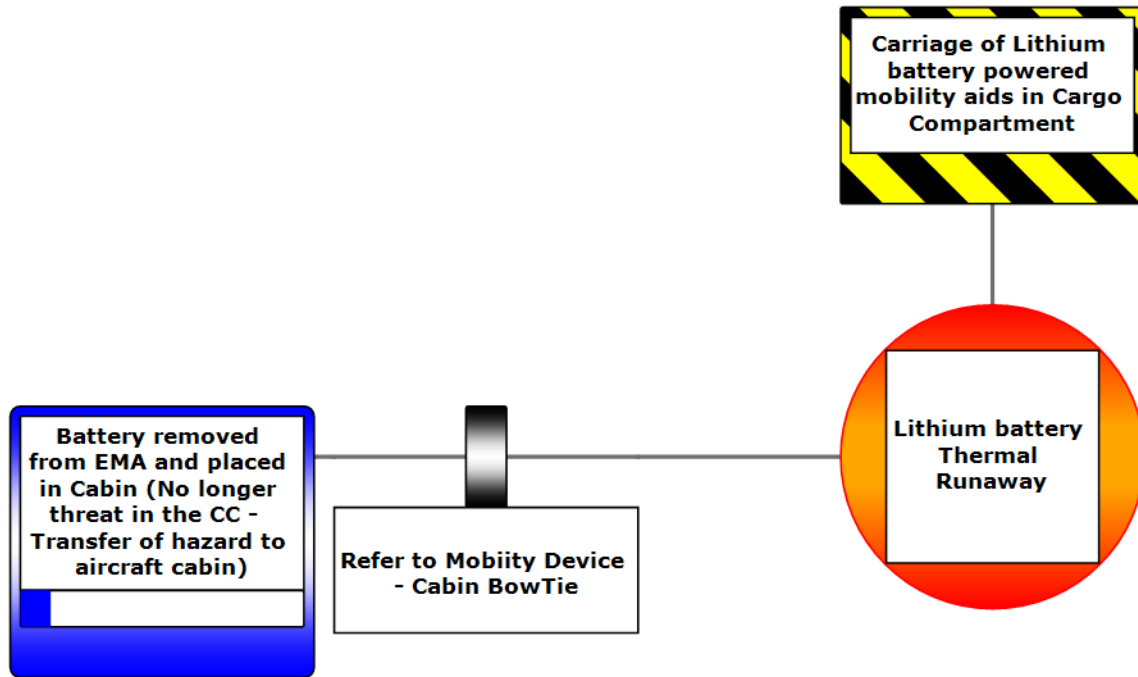 Carriage of Lithium
battery powered
mobility aids in Cargo
Compartment
Battery removed
from EMA and placed
in Cabin (No longer
threat in the CC -
Transfer of hazard to
aircraft cabin)
Refer to Mobiity Device
- Cabin BowTie
Lithium battery
Thermal
Runaway